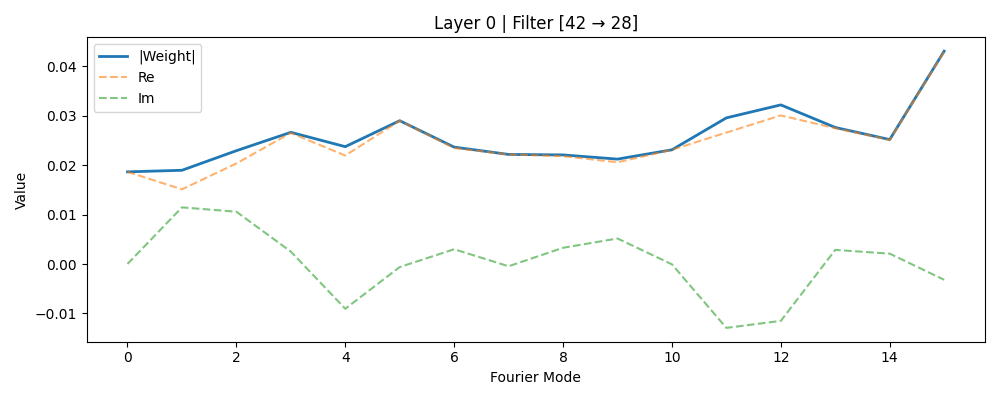 Layer 0 | Filter [42 → 28]
|Weight|
Re
Im
0.04
0.03
0.02
0.01
0.00
−0.01
Value
0 2 4 6 8 10 12 14
Fourier Mode